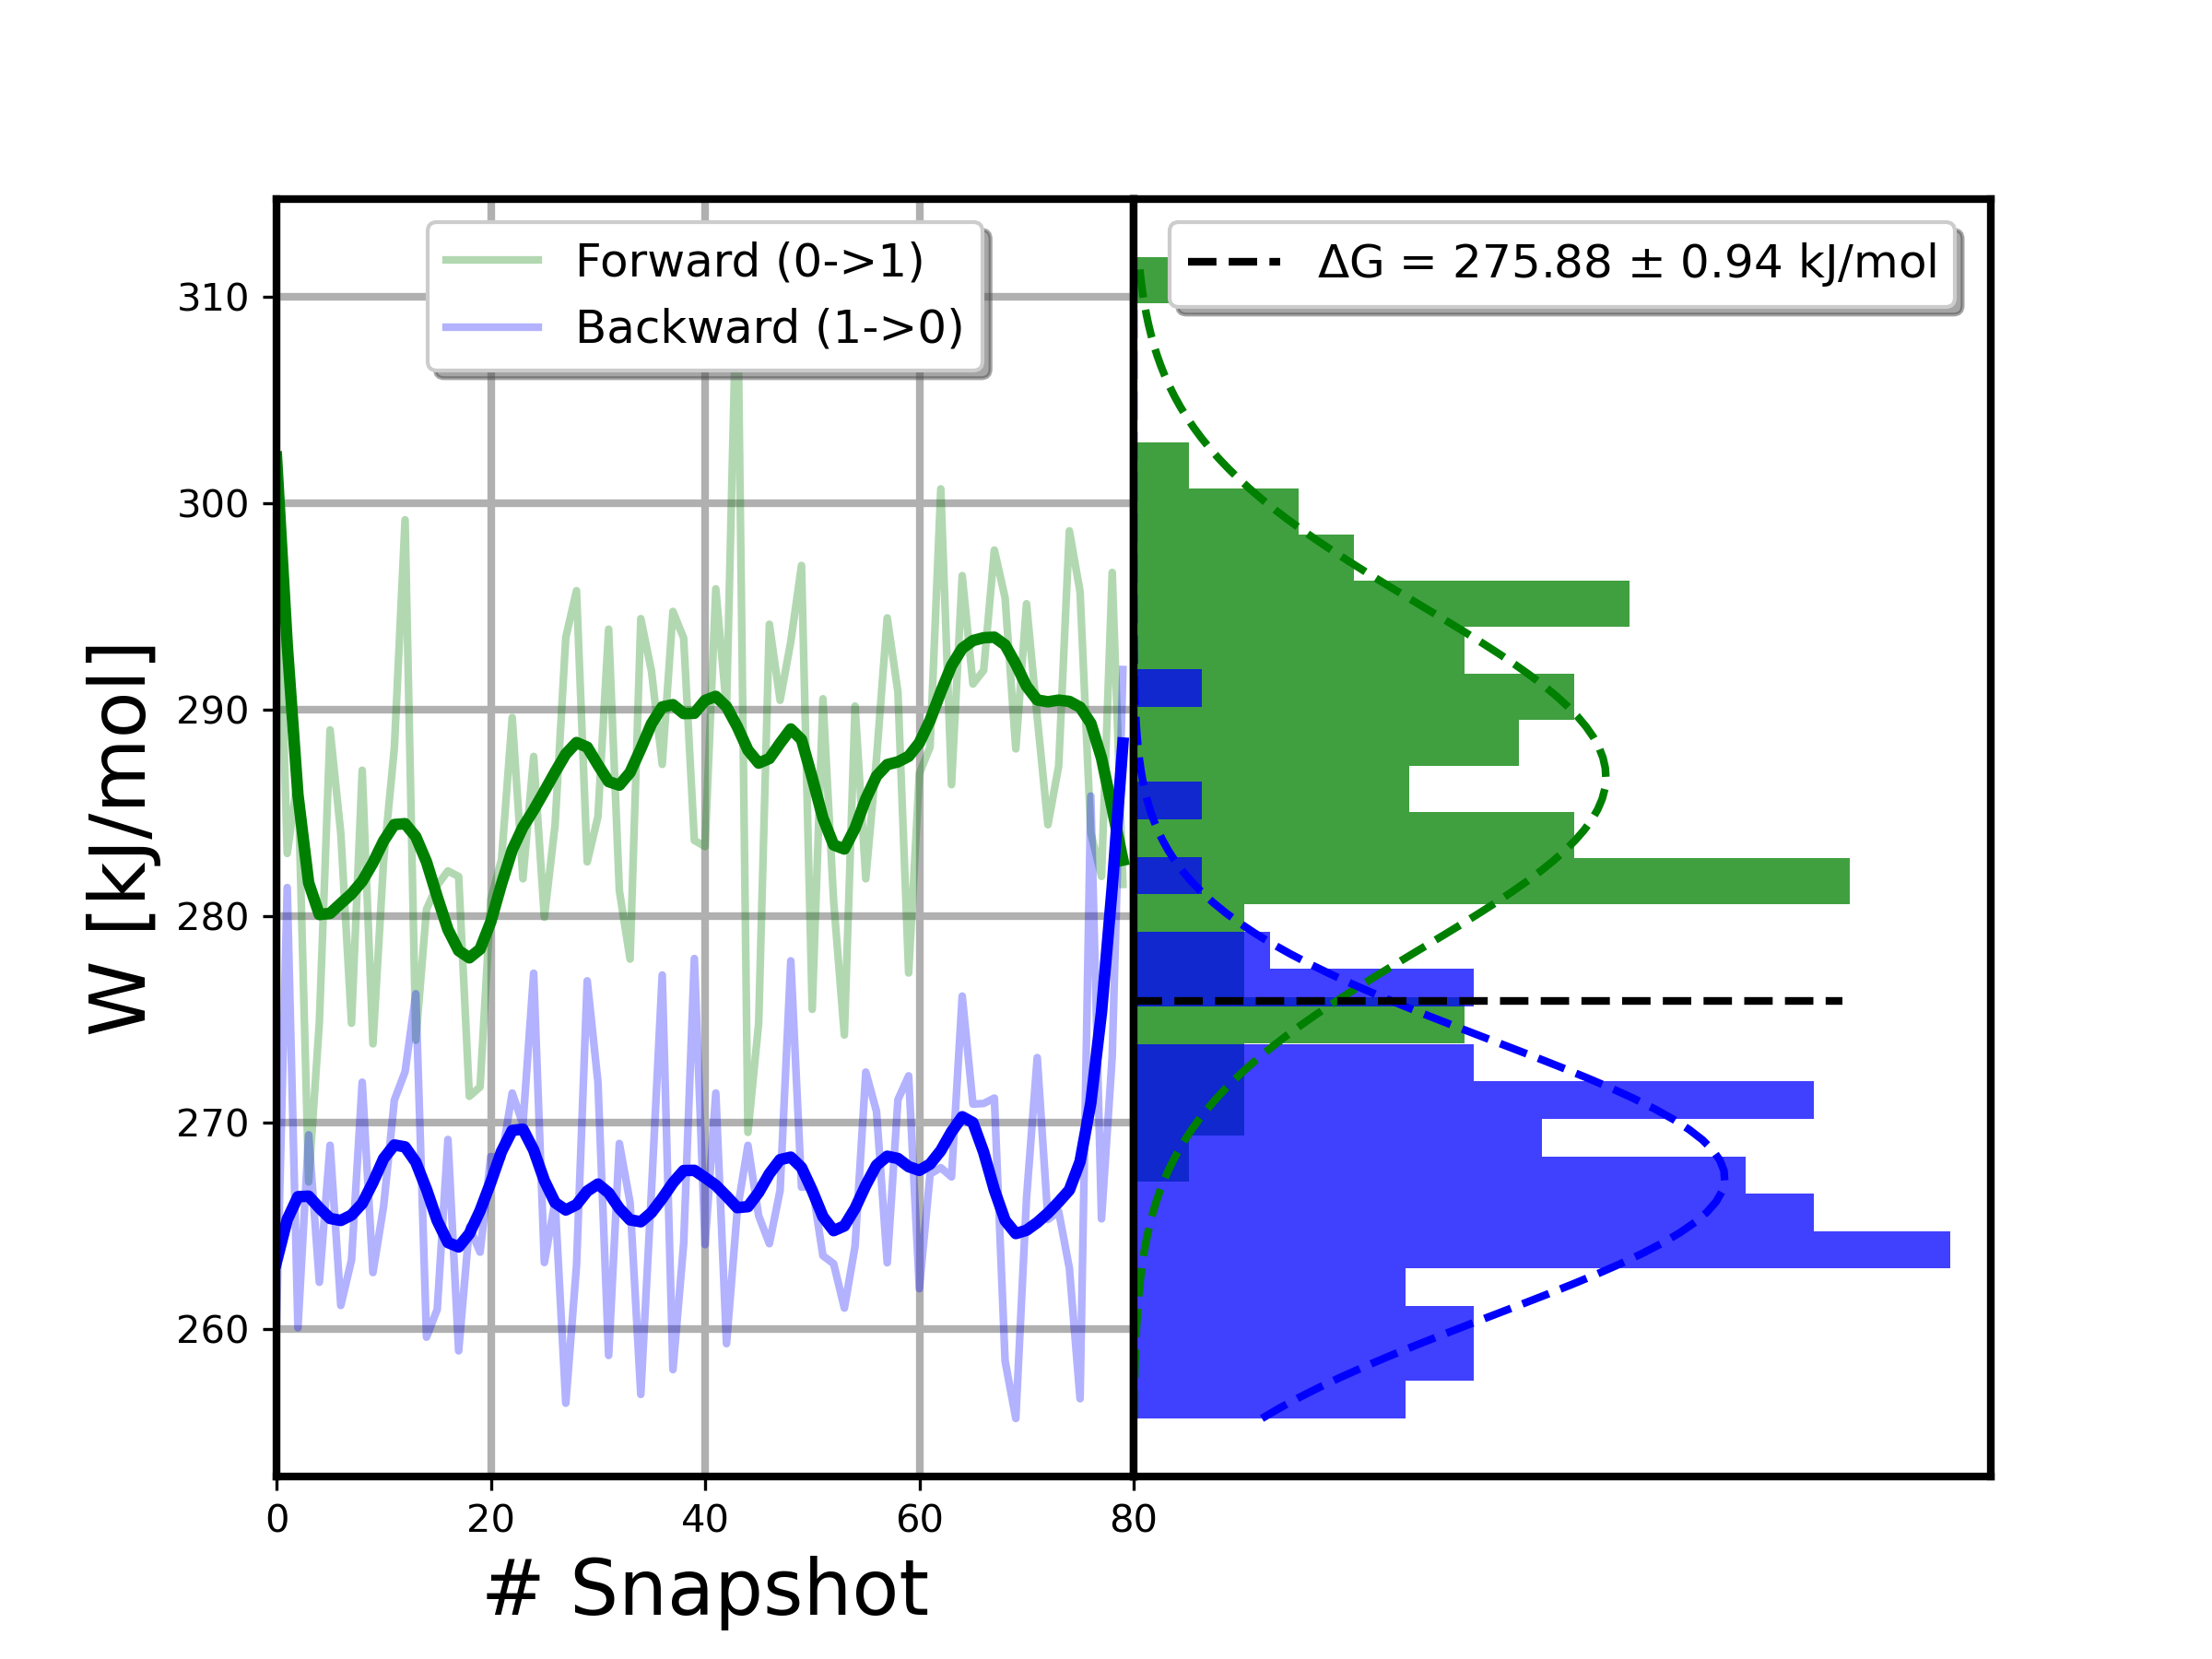 Forward (0->1)
Backward (1->0)
ΔG = 275.88 ± 0.94 kJ/mol
W [kJ/mol]
310
300
290
280
270
260
0
20
40
60
80
# Snapshot